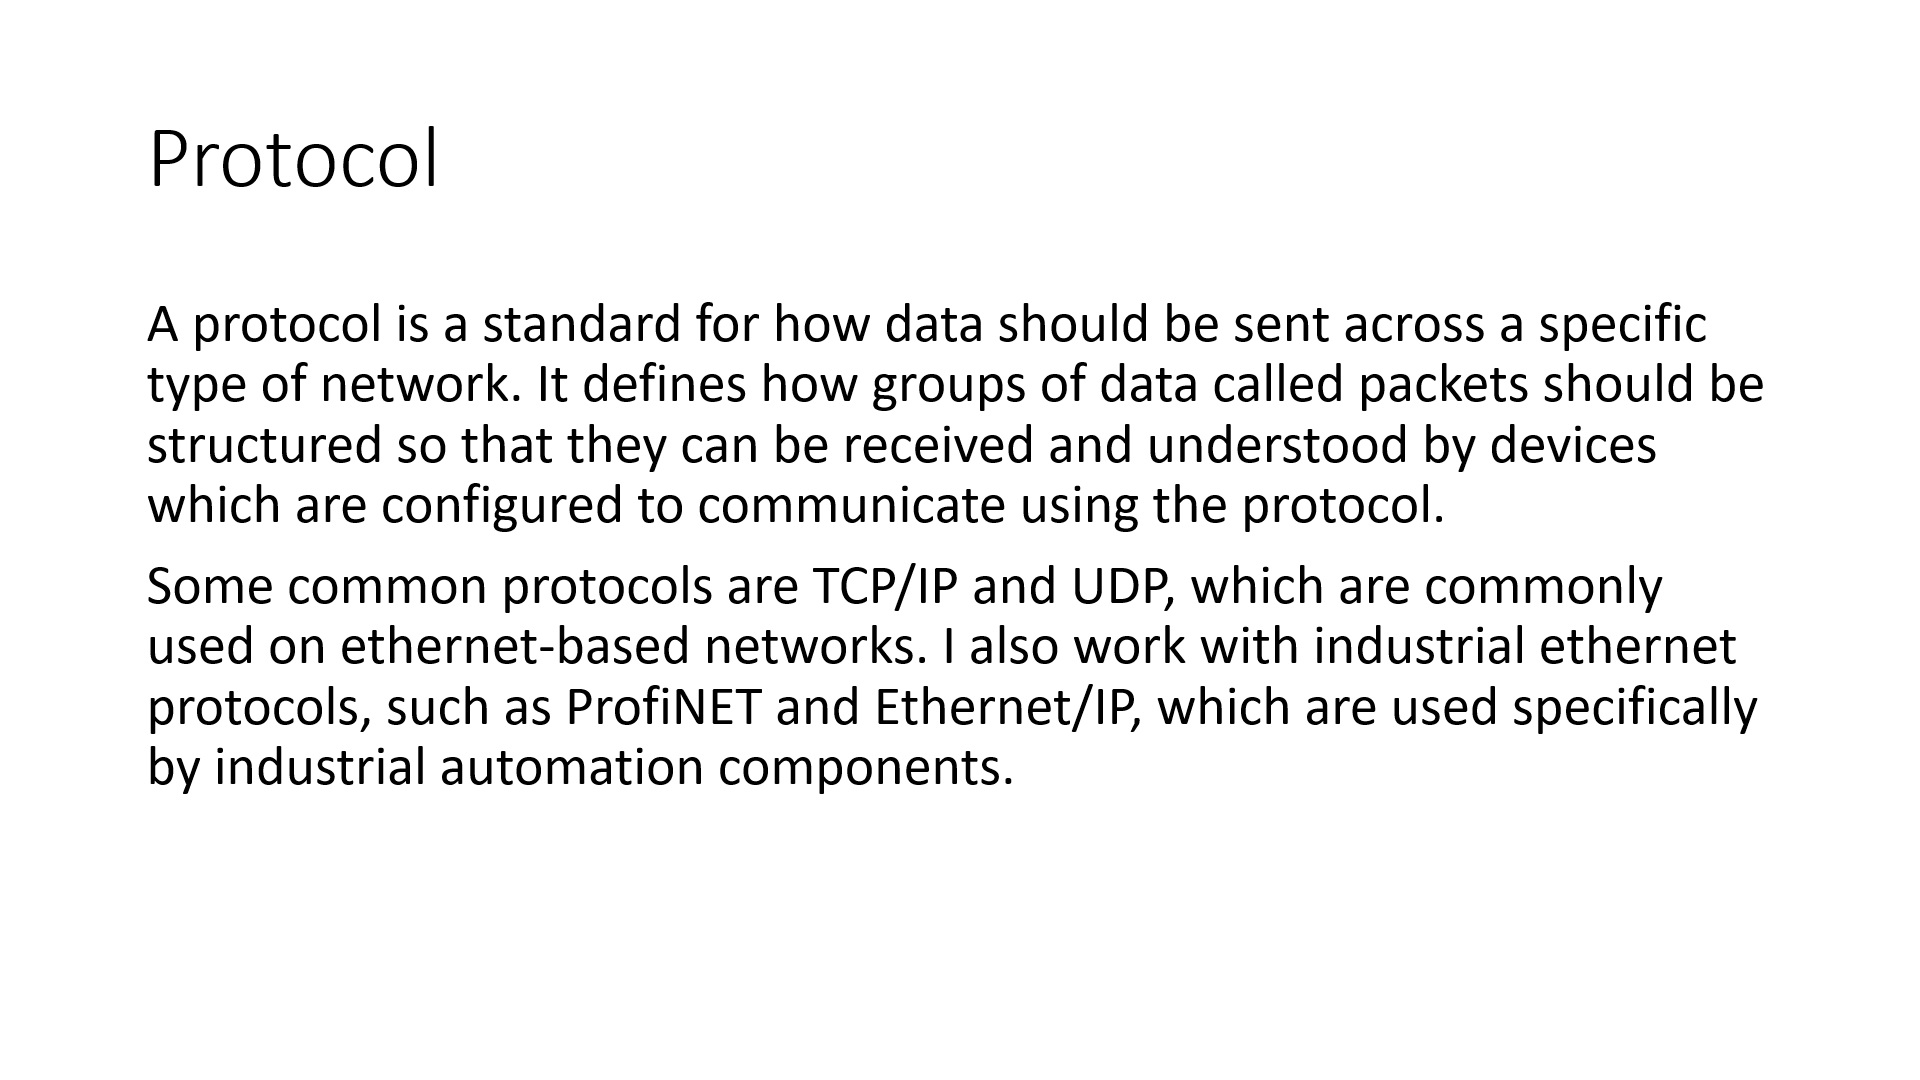 Protocol
A protocol is a standard for how data should be sent across a specific
type of network. It defines how groups of data called packets should be
structured so that they can be received and understood by devices
which are configured to communicate using the protocol.
Some common protocols are TCP/IP and UDP, which are commonly
used on ethernet-based networks. I also work with industrial ethernet
protocols, such as ProfiNET and Ethernet/IP, which are used specifically
by industrial automation components.